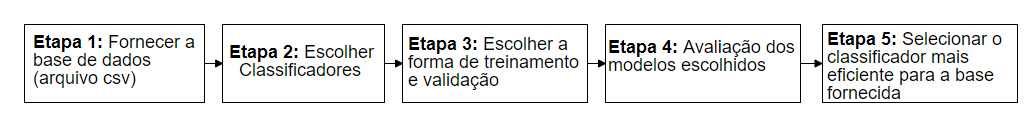 Etapa 1: Fornecer a
base de dados
(arquivo csv)
Etapa 2: Escolher
Classificadores
Etapa 3: Escolher a
forma de treinamento
e validação
Etapa 4: Avaliação dos
modelos escolhidos
Etapa 5: Selecionar o
classificador mais
eficiente para a base
fornecida